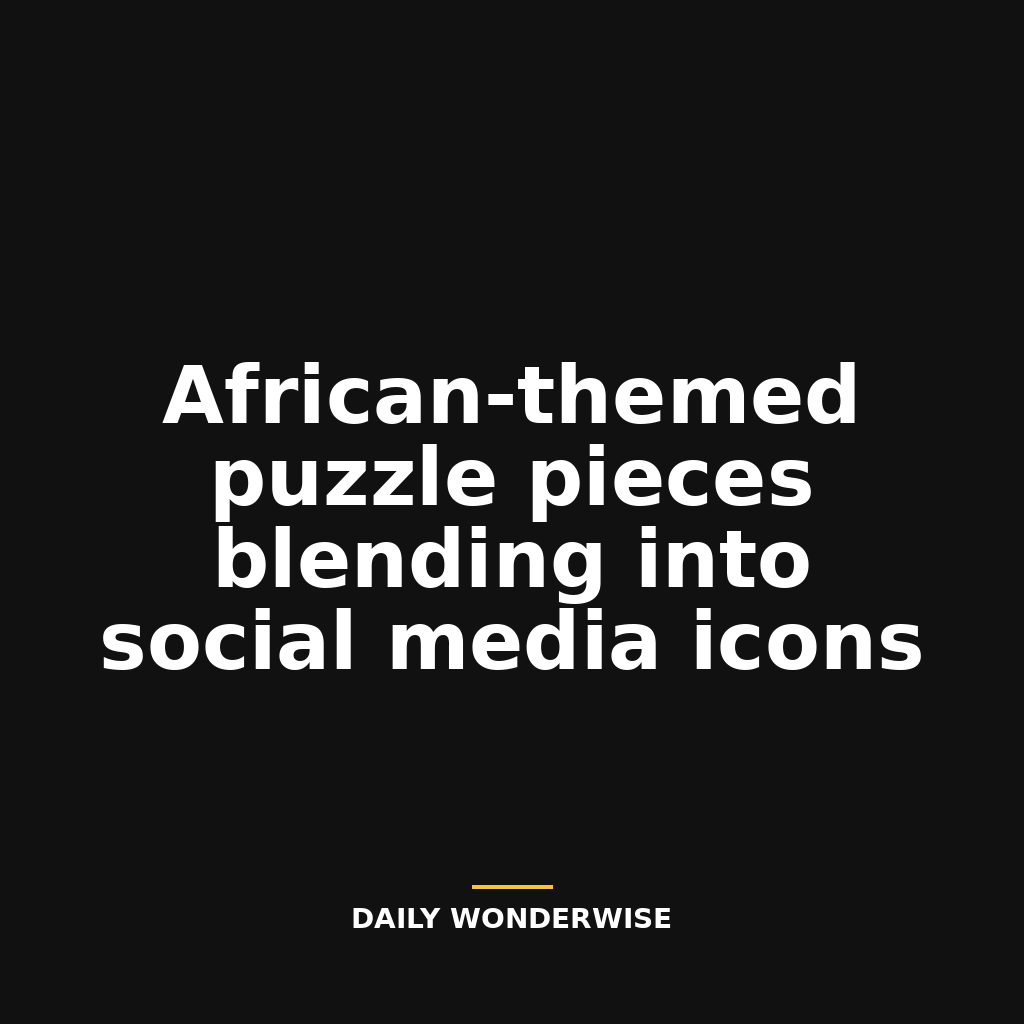 African-themed
puzzle pieces
blending into
social media icons
DAILY WONDERWISE